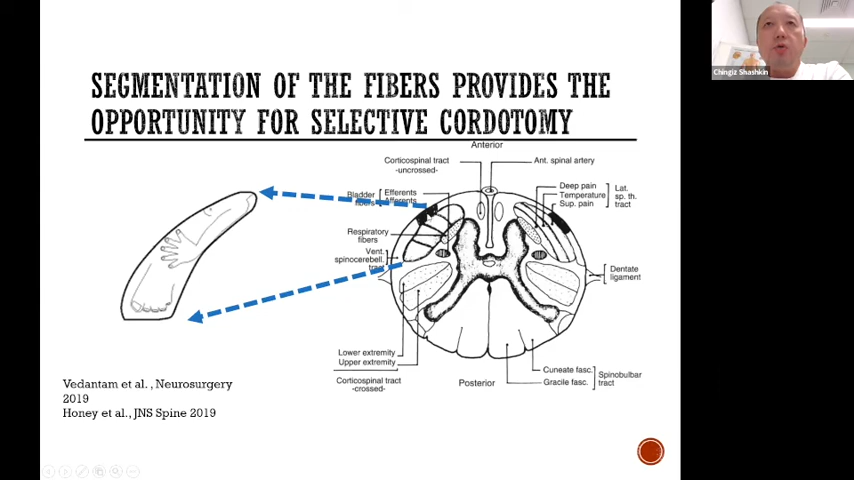 SEGMENTATION OF THE FIBERS PROVIDES THE
OPPORTUNITY FOR SELECTIVE CORDOTOMY
Chingiz Shashkin
Anterior
Corticospinal tract
-uncrossed-
Ant. spinal artery
Bladder
fibers
Efferents
Afferents
Deep pain
Temperature
Sup. pain
Lat.
sp. th.
tract
Respiratory
fibers
Vent.
spinocerebell.
tract
Dentate
ligament
Lower extremity
Upper extremity
Corticospinal tract
-crossed-
Posterior
Cuneate fasc.
Gracile fasc.
Spinobulbar
tract
Vedantam et al. , Neurosurgery
2019
Honey et al., JNS Spine 2019